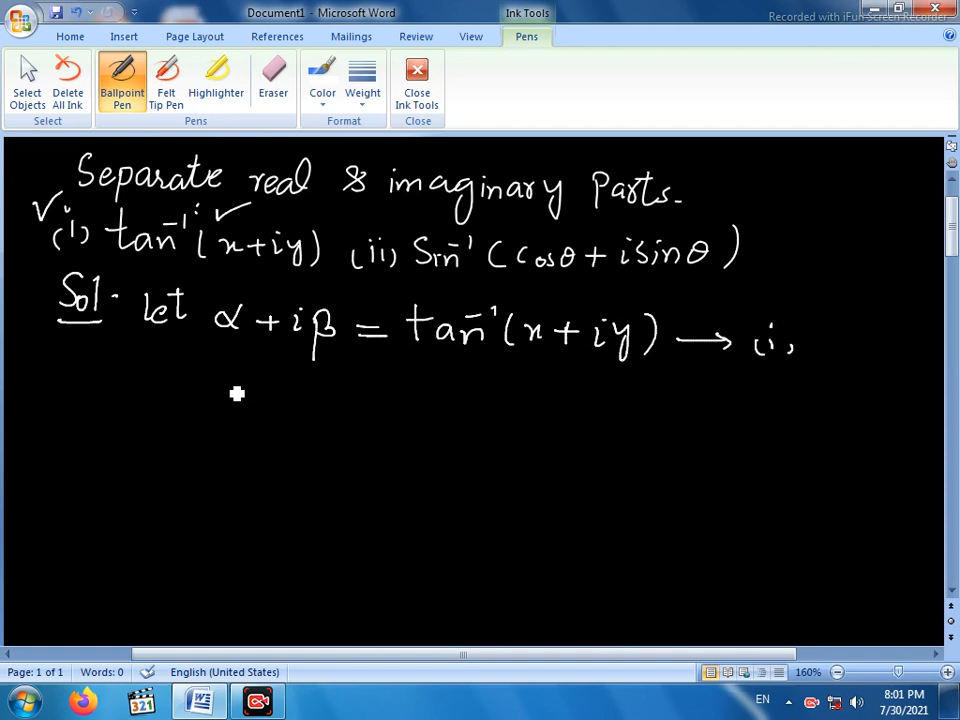 Document1 - Microsoft Word
Ink Tools
Recorded with iFun Screen Recorder
Home Insert Page Layout References Mailings Review View Pens
Select Objects
Delete All Ink
Ballpoint Pen
Felt Tip Pen
Highlighter
Eraser
Color
Weight
Close Ink Tools
Select Pens Format Close
Separate real & imaginary Parts.
(i) tan⁻¹(x+iy) (ii) Sin⁻¹(cosθ + isinθ)
Sol. let α + iβ = tan⁻¹(x + iy) → (i)
Page: 1 of 1 Words: 0 English (United States) 160%
321
EN 8:01 PM
7/30/2021